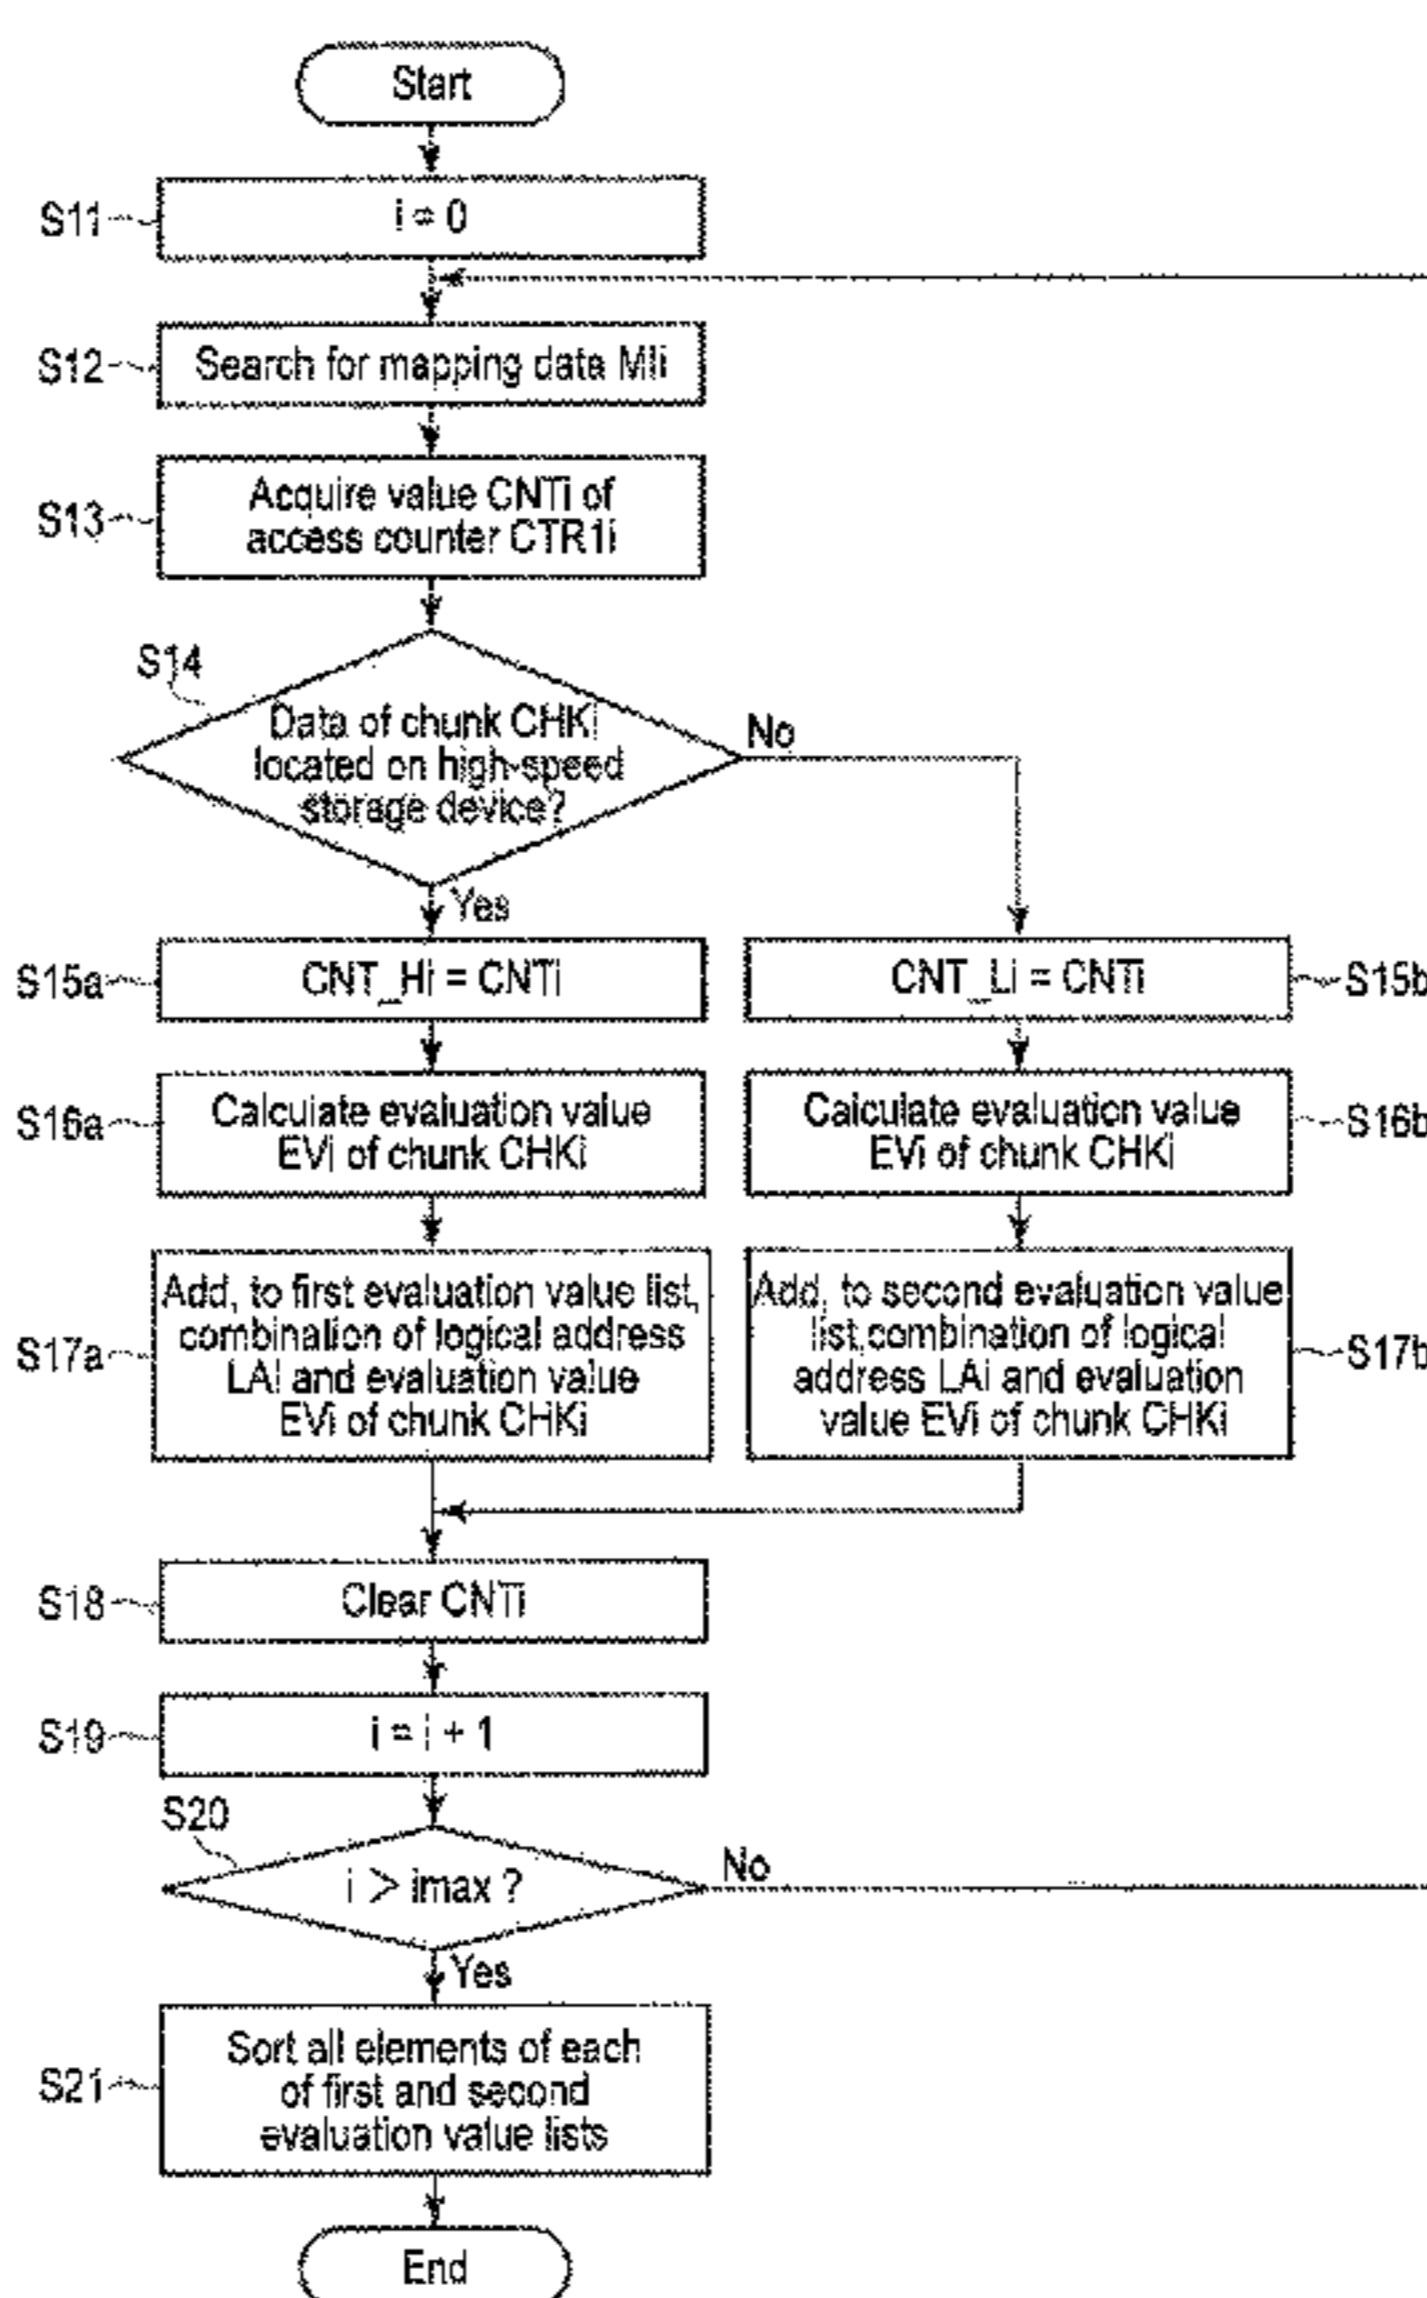 Start
S11
i = 0
S12
Search for mapping data MIi
S13
Acquire value CNTi of
access counter CTR1i
S14
Data of chunk CHKi
located on high-speed
storage device?
No
Yes
S15a
CNT_Hi = CNTi
CNT_Li = CNTi
S15b
S16a
Calculate evaluation value
EVi of chunk CHKi
Calculate evaluation value
EVi of chunk CHKi
S16b
S17a
Add, to first evaluation value list,
combination of logical address
LAi and evaluation value
EVi of chunk CHKi
Add, to second evaluation value
list,combination of logical
address LAi and evaluation
value EVi of chunk CHKi
S17b
S18
Clear CNTi
S19
i = i + 1
S20
i > imax ?
No
Yes
S21
Sort all elements of each
of first and second
evaluation value lists
End